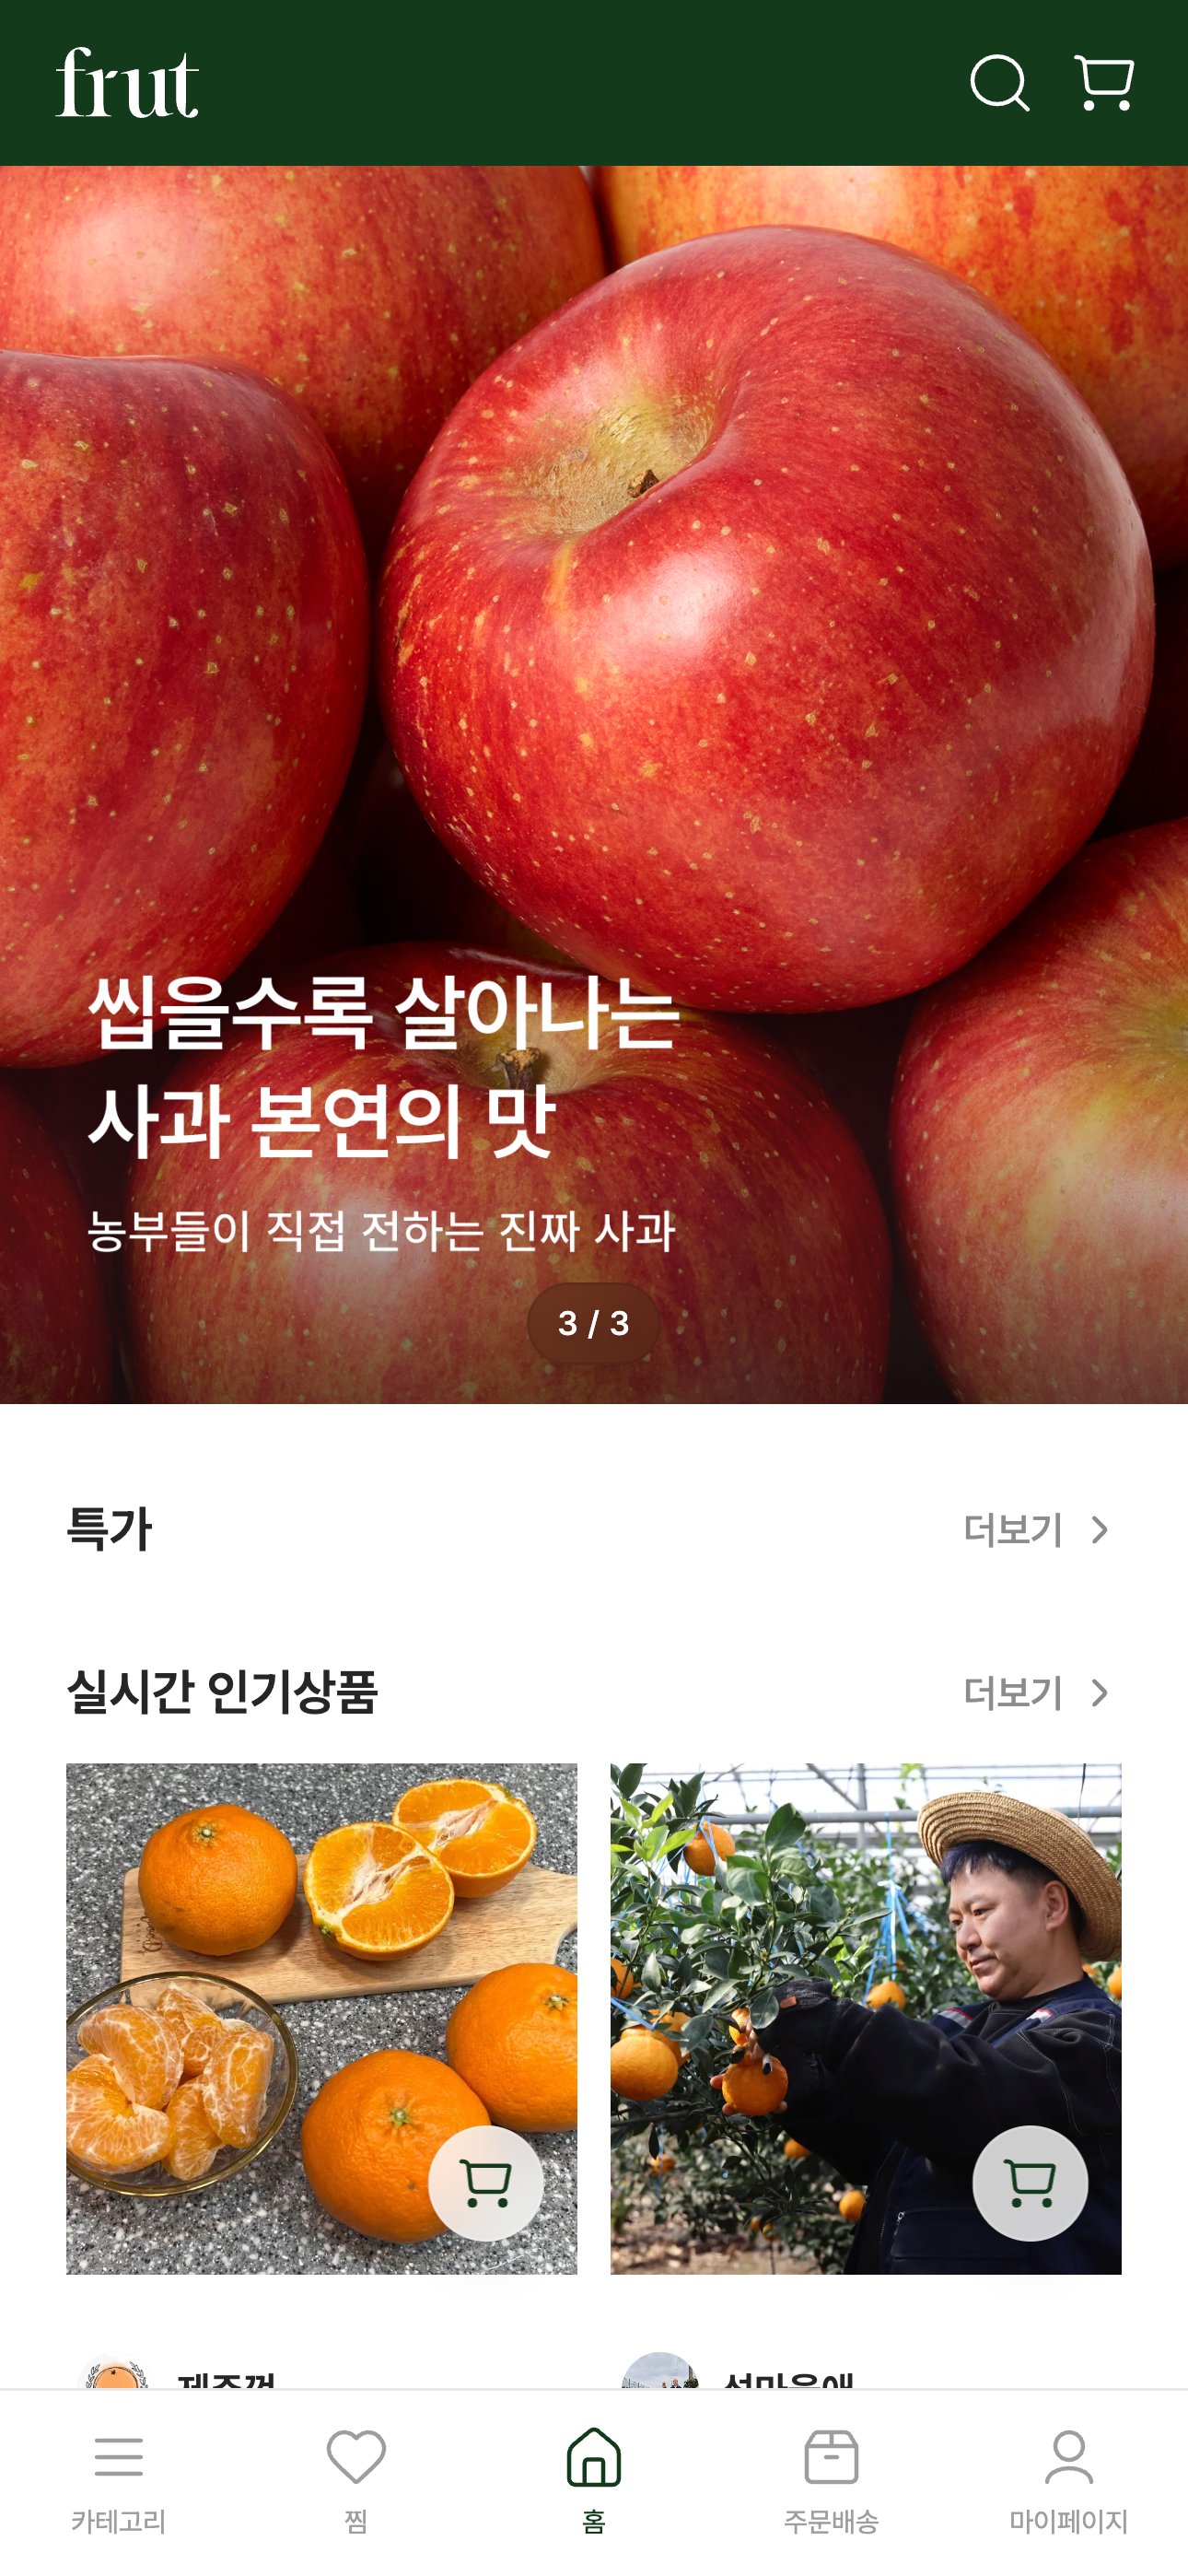 frut
씹을수록 살아나는
사과 본연의 맛
농부들이 직접 전하는 진짜 사과
3 / 3
특가
더보기
실시간 인기상품
더보기
카테고리
찜
홈
주문배송
마이페이지